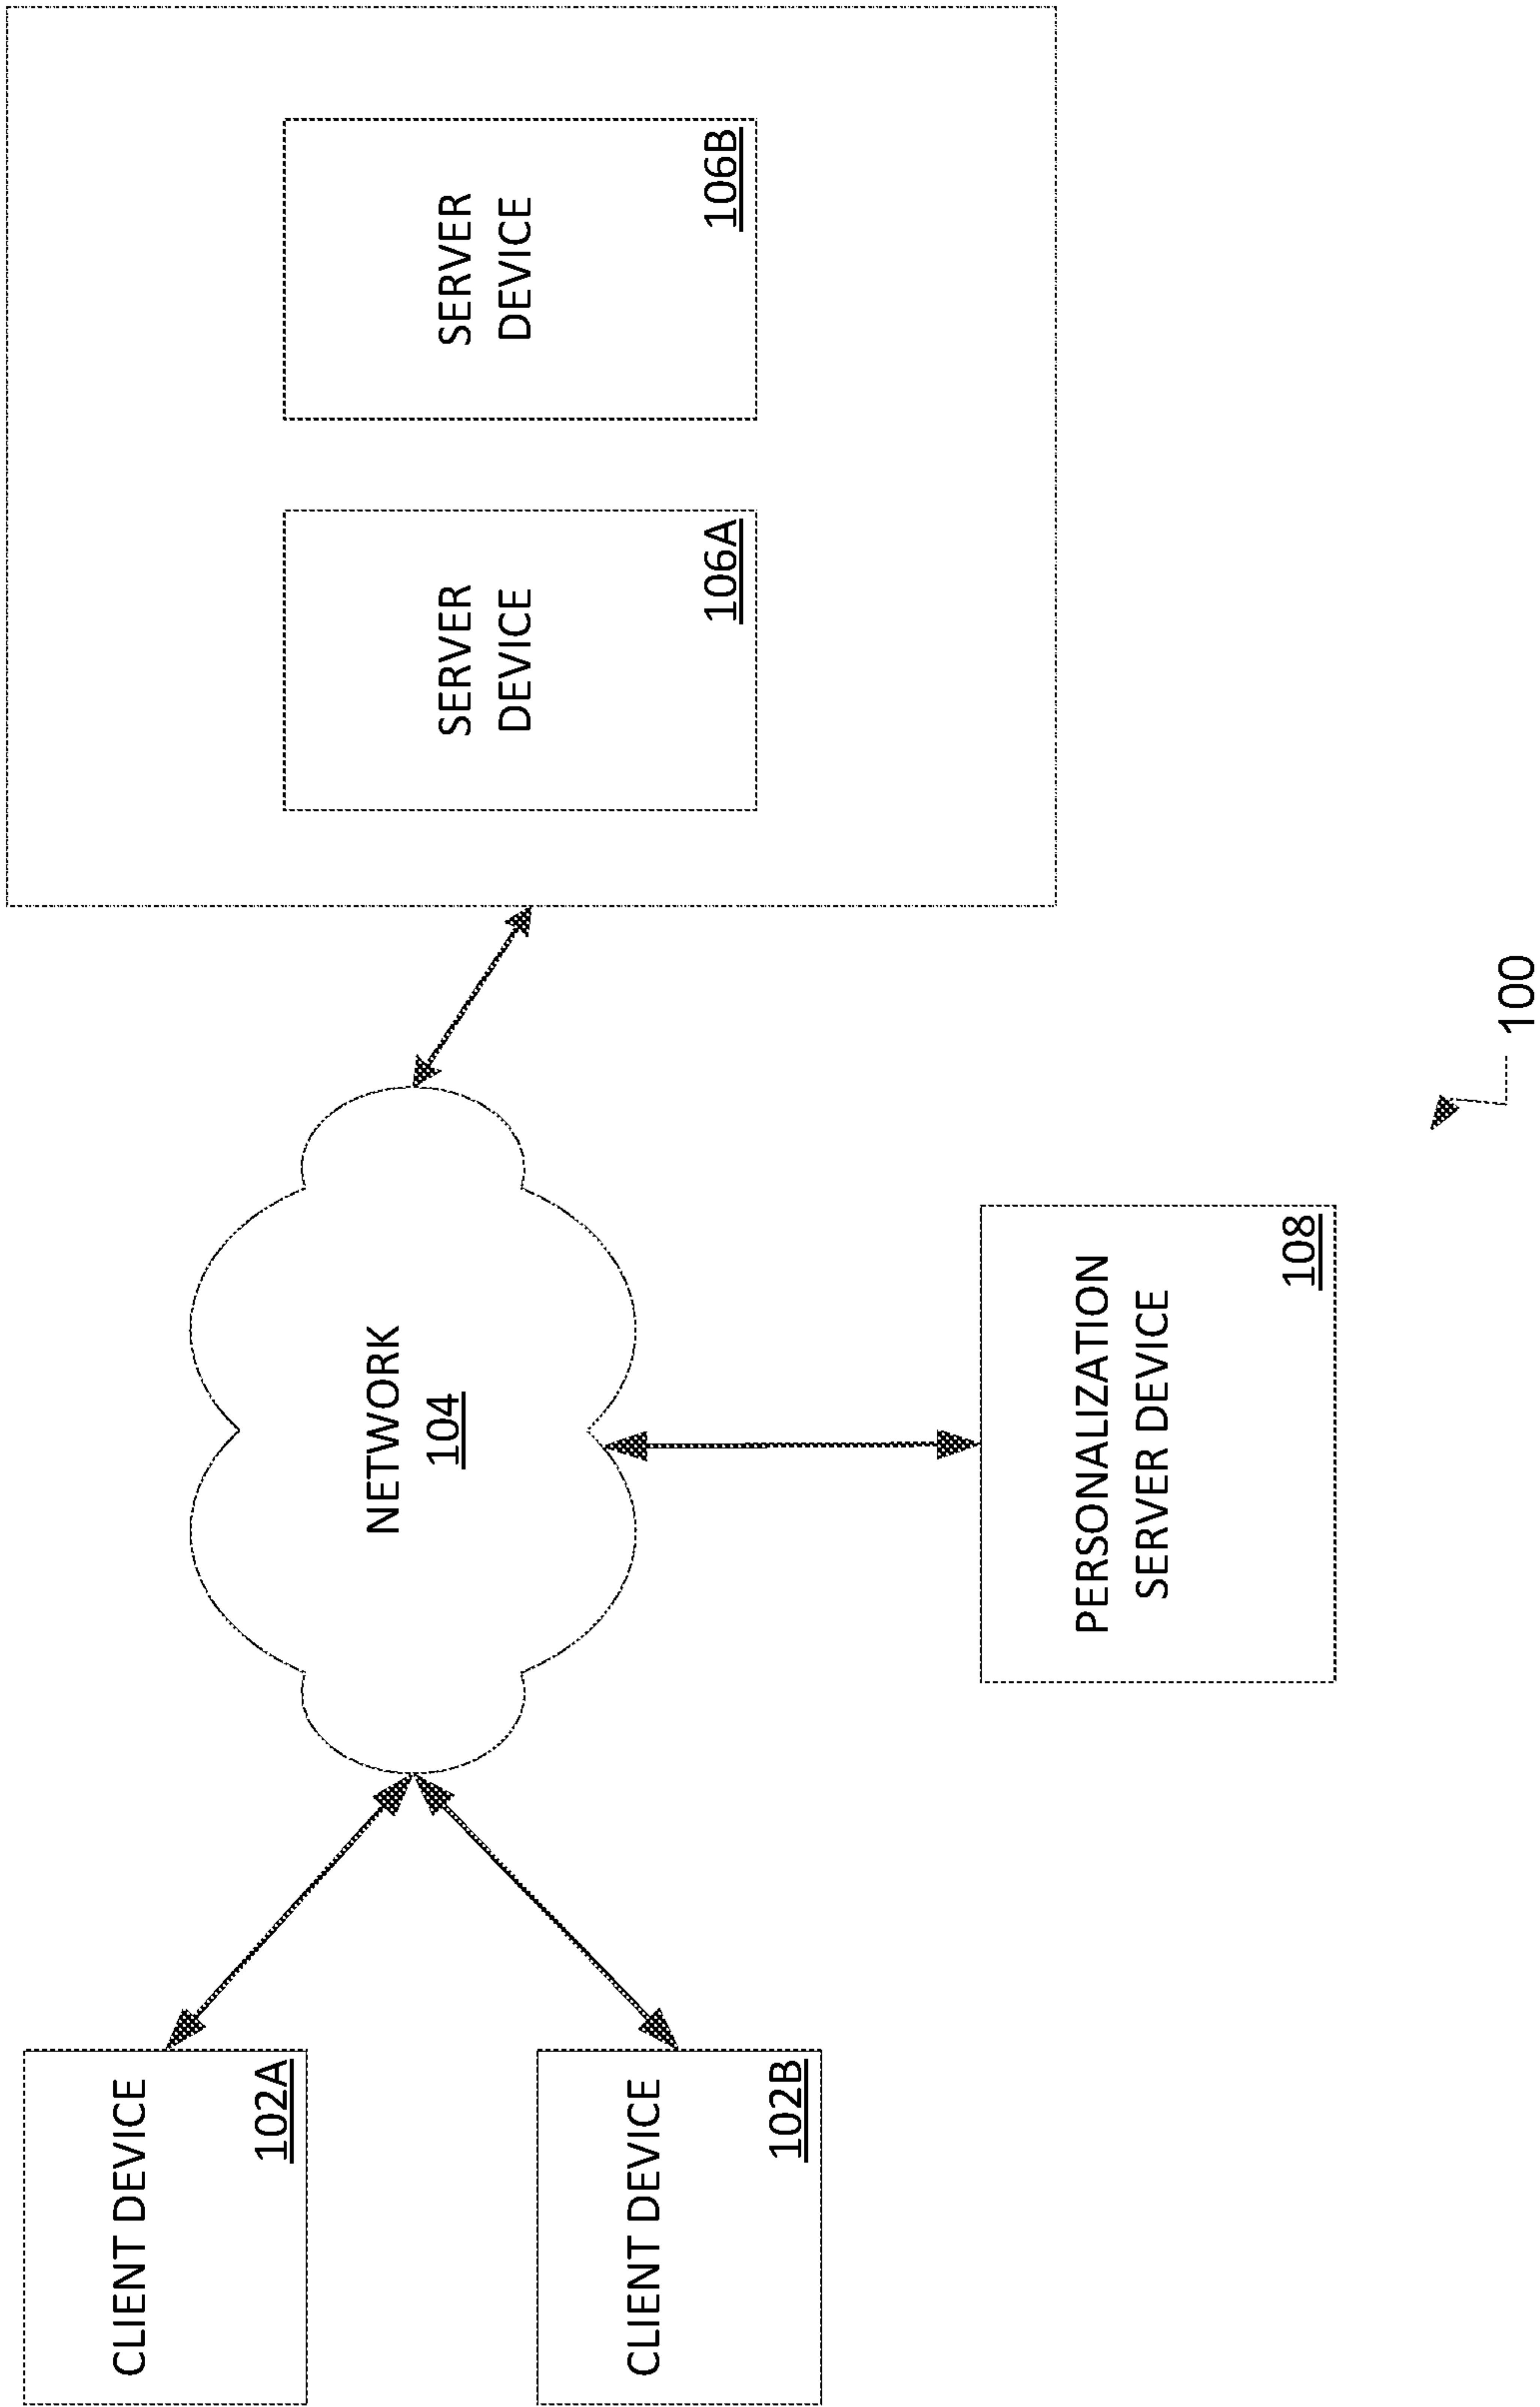 CLIENT DEVICE
102A
CLIENT DEVICE
102B
NETWORK
104
PERSONALIZATION
SERVER DEVICE
108
SERVER
DEVICE
106A
SERVER
DEVICE
106B
100